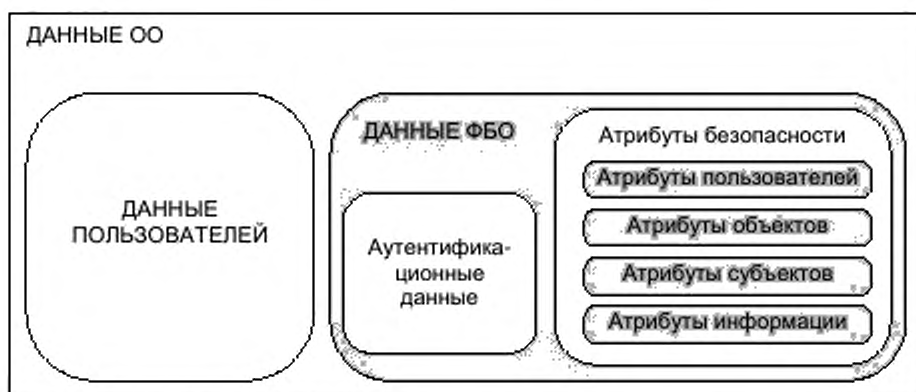 ДАННЫЕ ОО
ДАННЫЕ
ПОЛЬЗОВАТЕЛЕЙ
ДАННЫЕ ФБО
Аутентифика-
ционные
данные
Атрибуты безопасности
Атрибуты пользователей
Атрибуты объектов
Атрибуты субъектов
Атрибуты информации